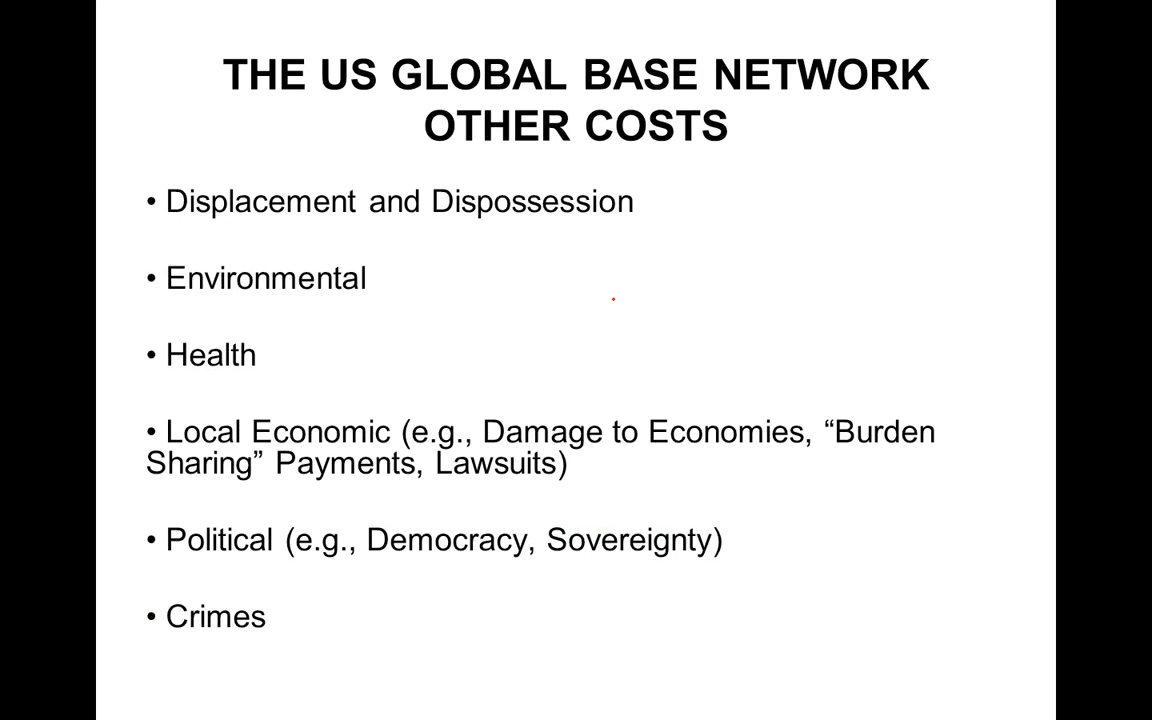 THE US GLOBAL BASE NETWORK
OTHER COSTS
• Displacement and Dispossession
• Environmental
• Health
• Local Economic (e.g., Damage to Economies, “Burden
Sharing” Payments, Lawsuits)
• Political (e.g., Democracy, Sovereignty)
• Crimes